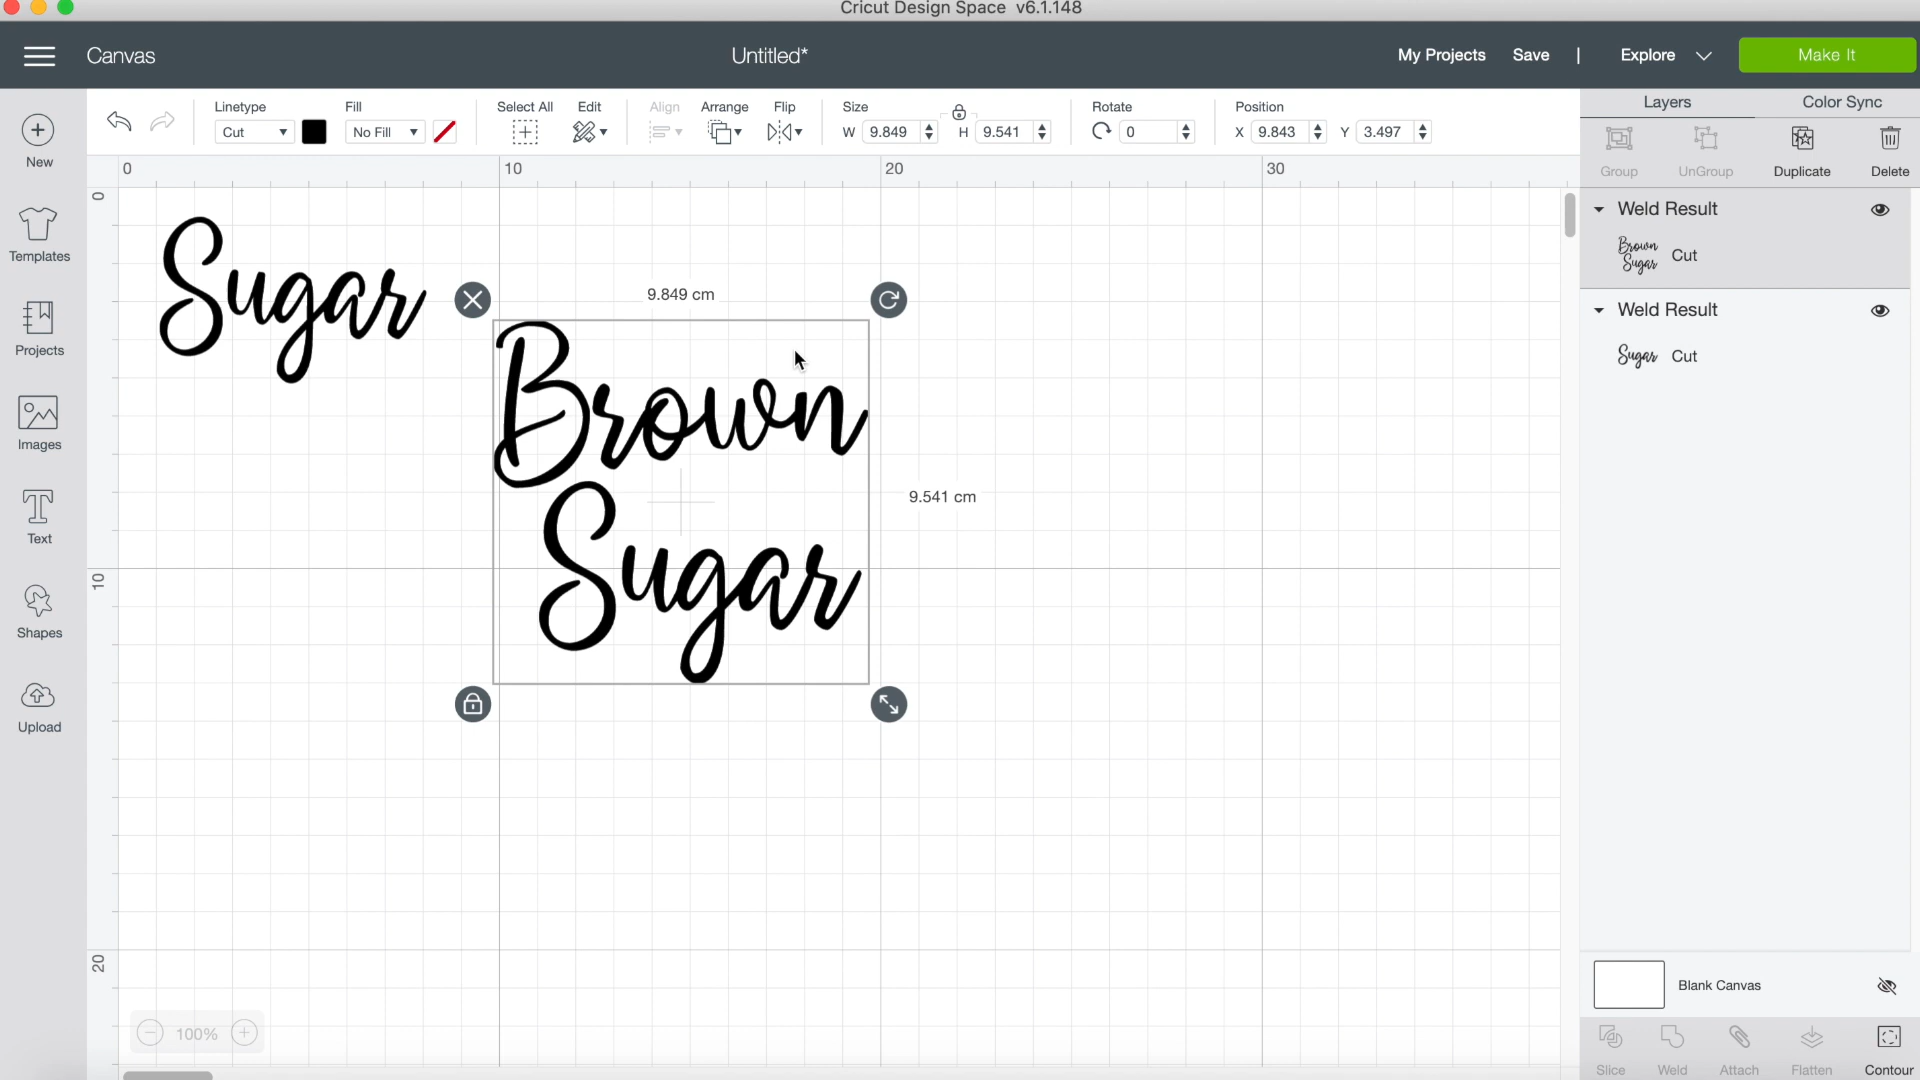 Cricut Design Space v6.1.148
Canvas
Untitled*
My Projects Save | Explore Make It
Linetype Fill Select All Edit Align Arrange Flip Size Rotate Position
Cut No Fill W 9.849 H 9.541 0 X 9.843 Y 3.497
Layers Color Sync
Group UnGroup Duplicate Delete
New
Templates
Projects
Images
Text
Shapes
Upload
0 10 20 30
0
10
20
Sugar
9.849 cm
Brown
Sugar
9.541 cm
100%
Weld Result
Brown
Sugar
Cut
Weld Result
Sugar Cut
Blank Canvas
Slice Weld Attach Flatten Contour